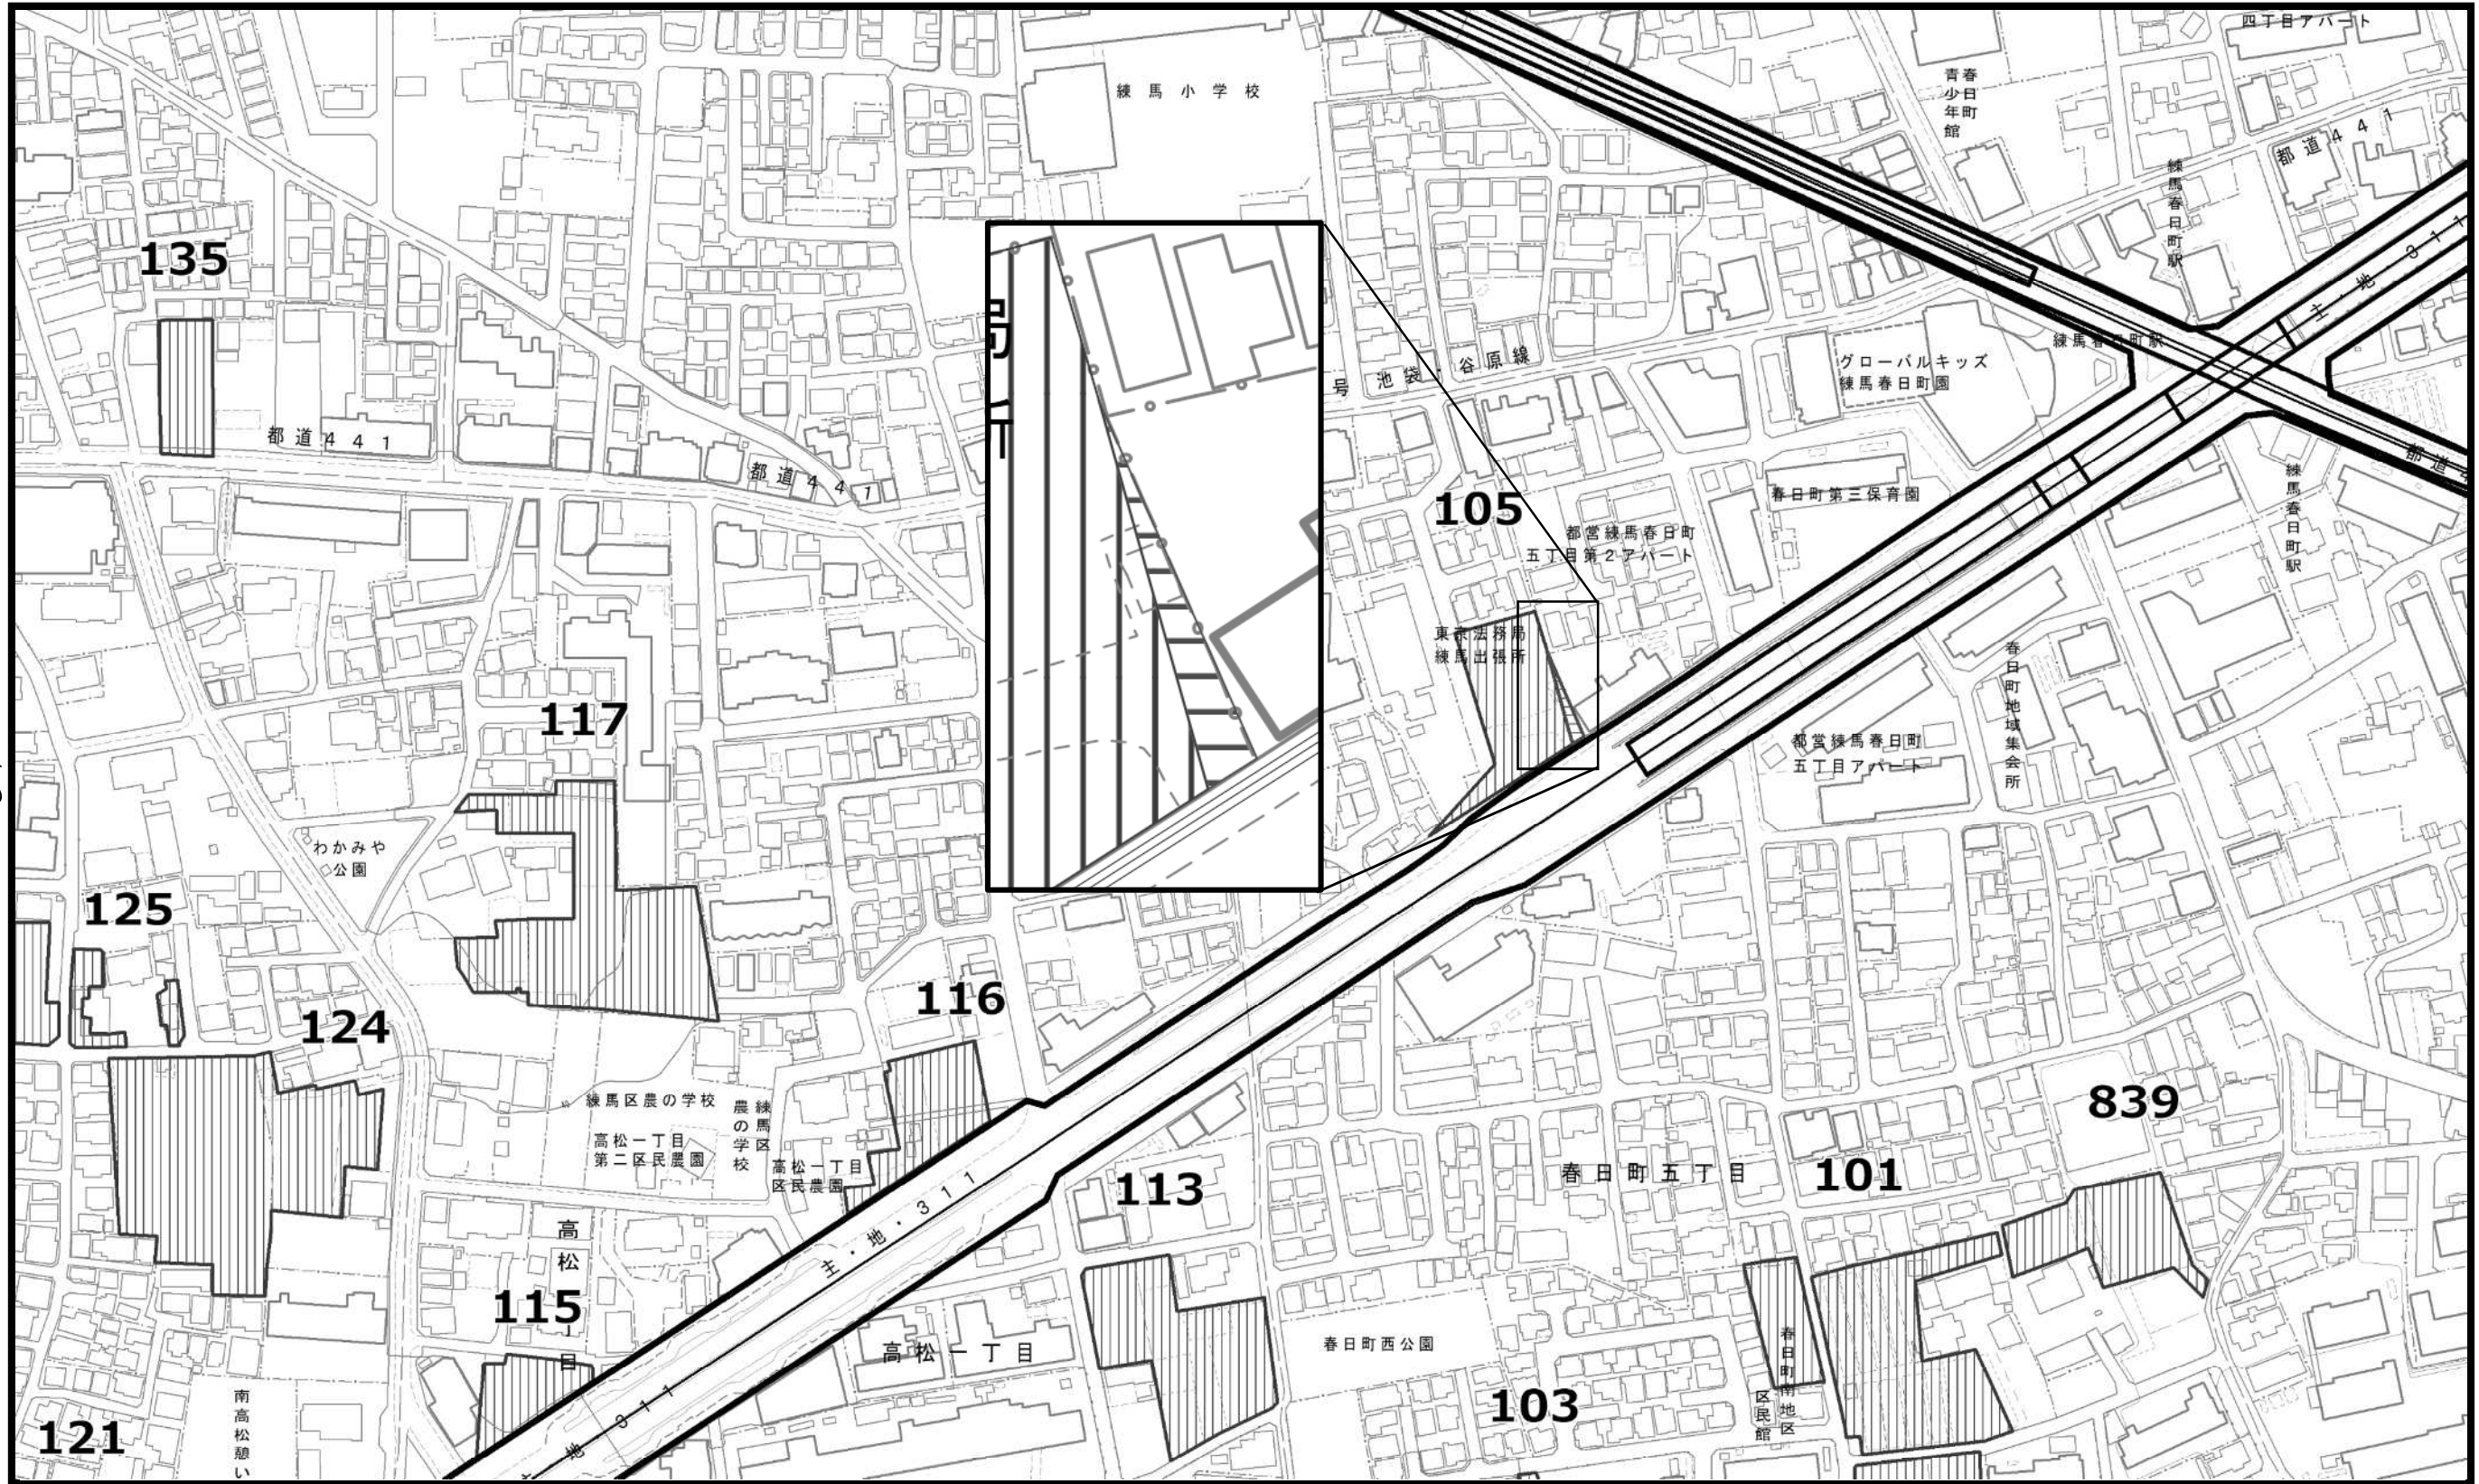 四丁目アパート
練馬小学校
春日町
青少年館
都道441
練馬春日町駅
主・地・311
135
練馬春日町駅
グローバルキッズ
練馬春日町園
号 池袋・谷原線
都道441
都道441
都道
練馬春日町駅
春日町第三保育園
105
都営練馬春日町
五丁目第2アパート
東京法務局
練馬出張所
春日町地域集会所
117
都営練馬春日町
五丁目アパート
わかみや
公園
125
116
124
練馬区農の学校
練馬区
農の学校
高松一丁目
第二区民農園
高松一丁目
区民農園
839
113
春日町五丁目
101
主・地・311
高松
115
丁目
高松一丁目
春日町西公園
春日町南地区
区民館
103
南高松憩い
121
地・311